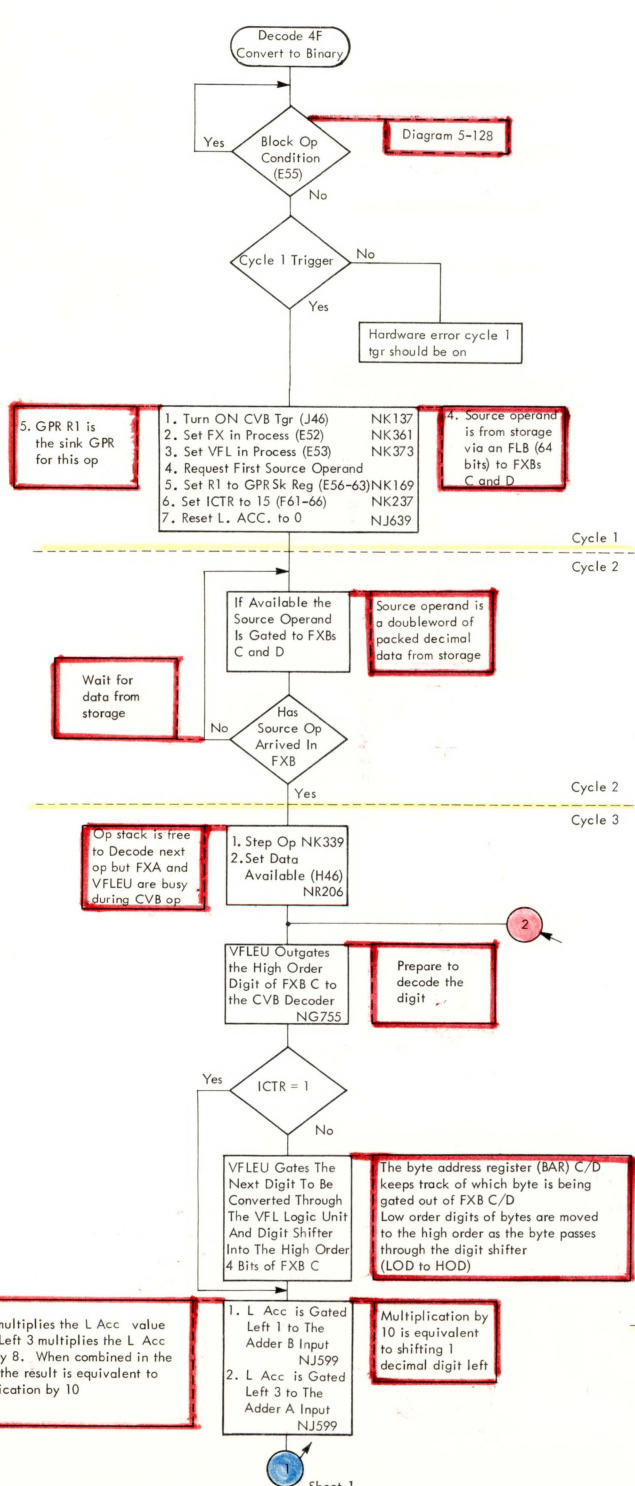 Decode 4F
Convert to Binary
Yes
Block Op
Condition
(E55)
Diagram 5-128
No
Cycle 1 Trigger
No
Yes
Hardware error cycle 1
tgr should be on
5. GPR R1 is
the sink GPR
for this op
1. Turn ON CVB Tgr (J46) NK137
2. Set FX in Process (E52) NK361
3. Set VFL in Process (E53) NK373
4. Request First Source Operand
5. Set R1 to GPR Sk Reg (E56-63) NK169
6. Set ICTR to 15 (F61-66) NK237
7. Reset L. ACC. to 0 NJ639
4. Source operand
is from storage
via an FLB (64
bits) to FXBs
C and D
Cycle 1
Cycle 2
If Available the
Source Operand
Is Gated to FXBs
C and D
Source operand is
a doubleword of
packed decimal
data from storage
Wait for
data from
storage
No
Has
Source Op
Arrived In
FXB
Yes
Cycle 2
Cycle 3
Op stack is free
to Decode next
op but FXA and
VFLEU are busy
during CVB op
1. Step Op NK339
2. Set Data
Available (H46)
NR206
2
VFLEU Outgates
the High Order
Digit of FXB C to
the CVB Decoder
NG755
Prepare to
decode the
digit
Yes
ICTR = 1
No
VFLEU Gates The
Next Digit To Be
Converted Through
The VFL Logic Unit
And Digit Shifter
Into The High Order
4 Bits of FXB C
The byte address register (BAR) C/D
keeps track of which byte is being
gated out of FXB C/D
Low order digits of bytes are moved
to the high order as the byte passes
through the digit shifter
(LOD to HOD)
multiplies the L Acc value
Left 3 multiplies the L Acc
y 8. When combined in the
the result is equivalent to
ication by 10
1. L Acc is Gated
Left 1 to The
Adder B Input
NJ599
2. L Acc is Gated
Left 3 to The
Adder A Input
NJ599
Multiplication by
10 is equivalent
to shifting 1
decimal digit left
1
Sheet 1